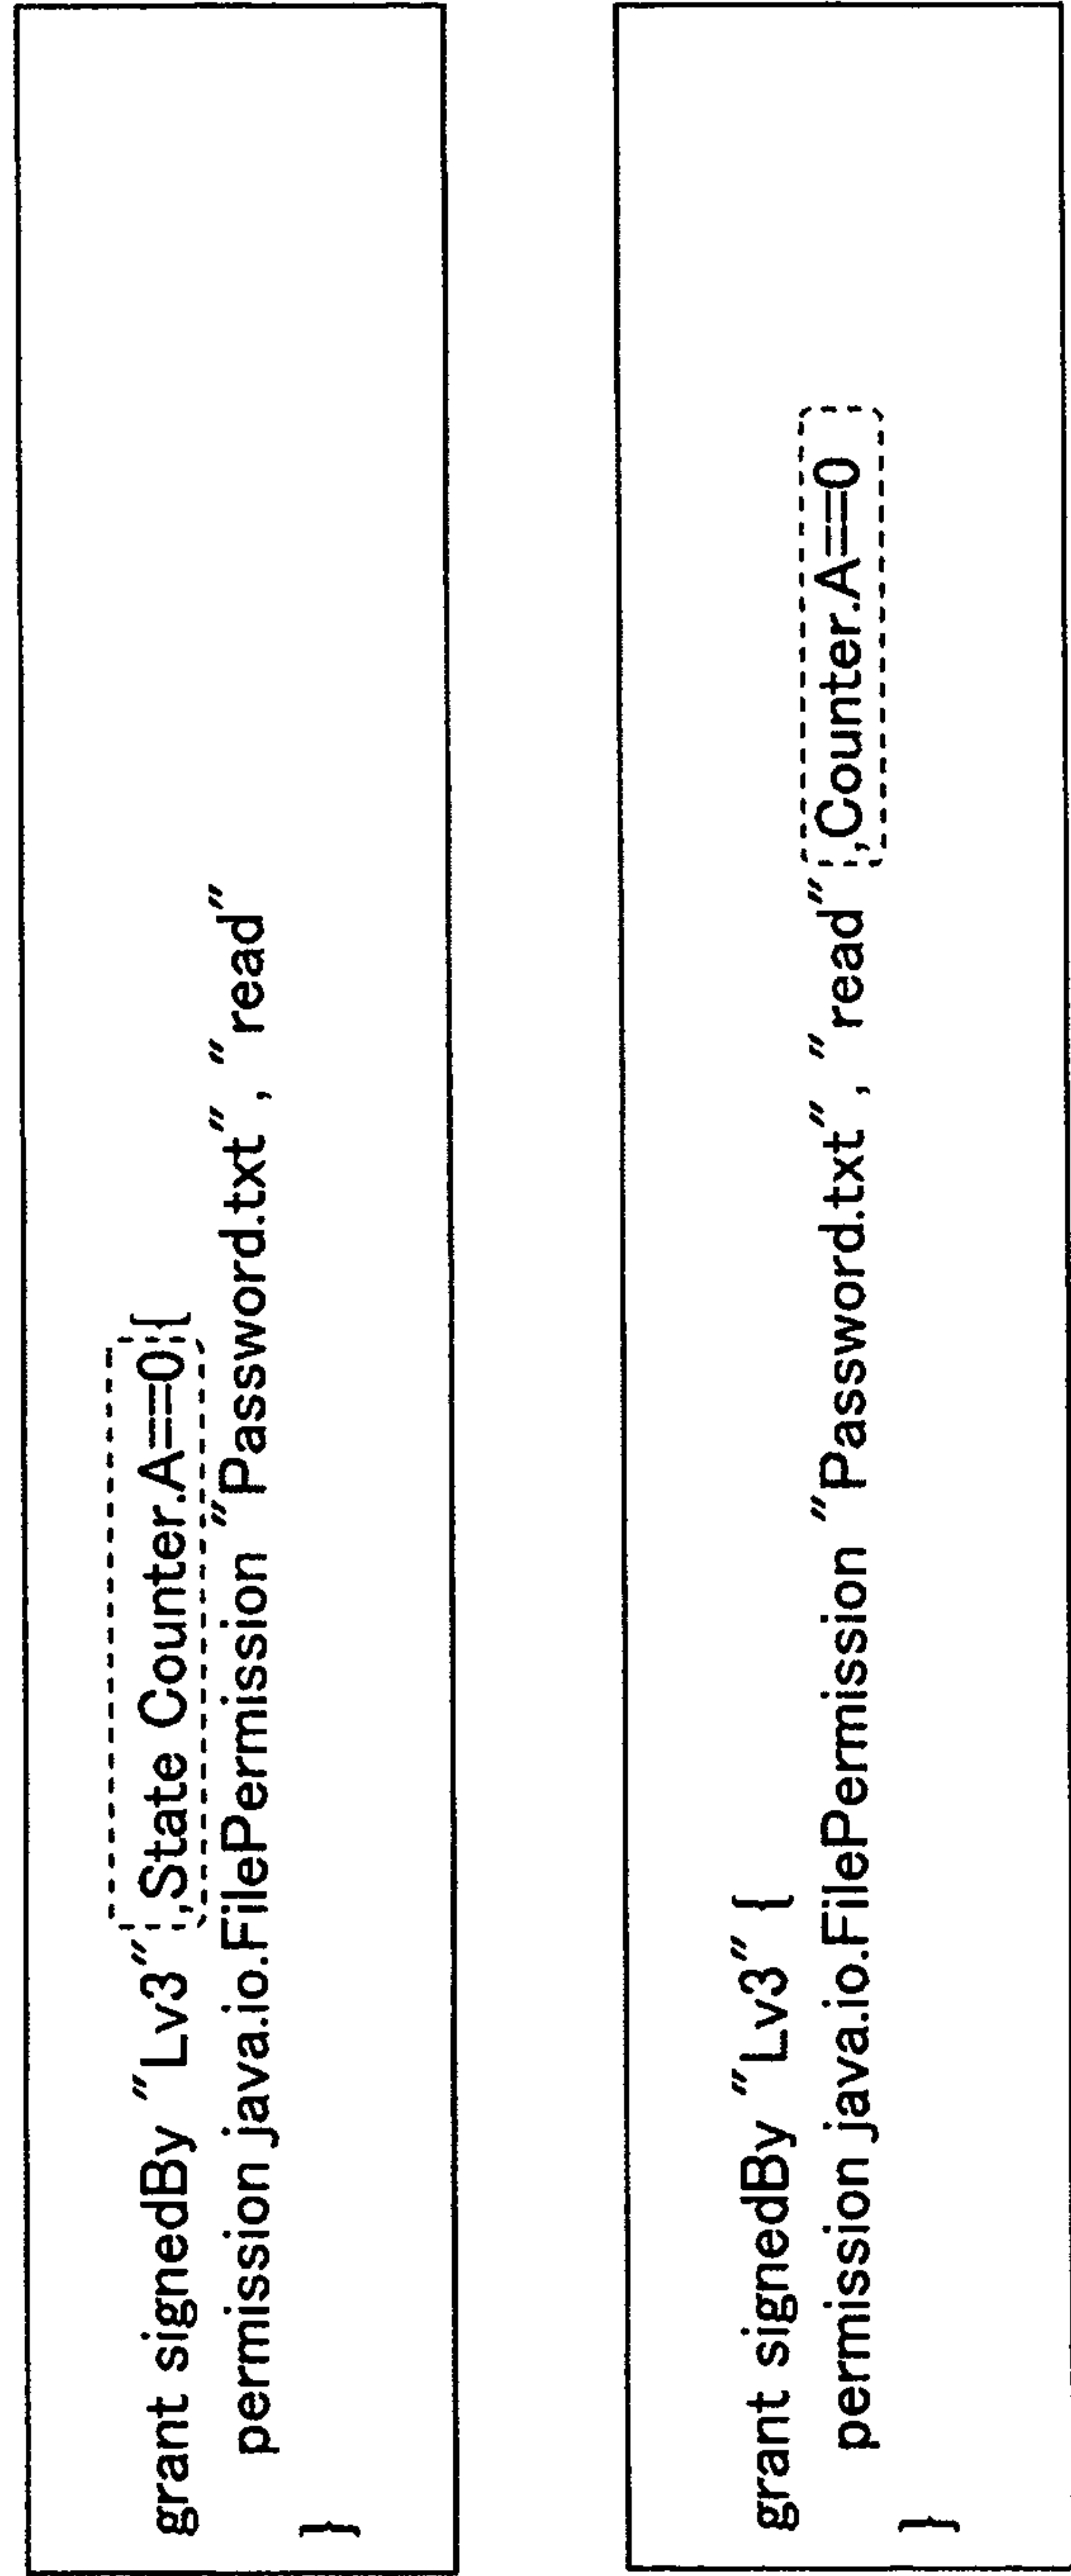 grant signedBy "Lv3",State Counter.A==0{
permission java.io.FilePermission "Password.txt", "read"
}
grant signedBy "Lv3" {
permission java.io.FilePermission "Password.txt", "read",Counter.A==0
}